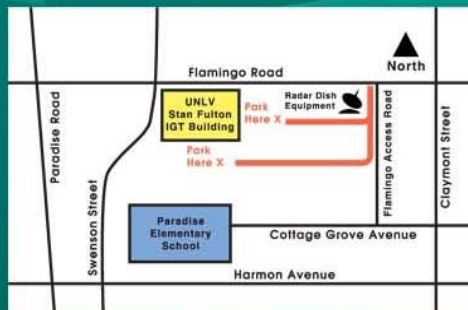 Flamingo Road
North
UNLV
Stan Fulton
IGT Building
Park
Here X
Radar Dish
Equipment
Park
Here X
Paradise Road
Swenson Street
Flamingo Access Road
Claymont Street
Paradise
Elementary
School
Cottage Grove Avenue
Harmon Avenue